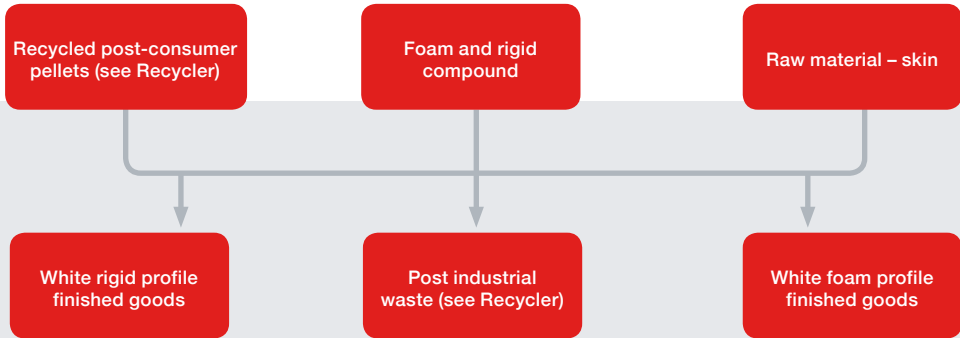 Recycled post-consumer
pellets (see Recycler)
Foam and rigid
compound
Raw material – skin
White rigid profile
finished goods
Post industrial
waste (see Recycler)
White foam profile
finished goods